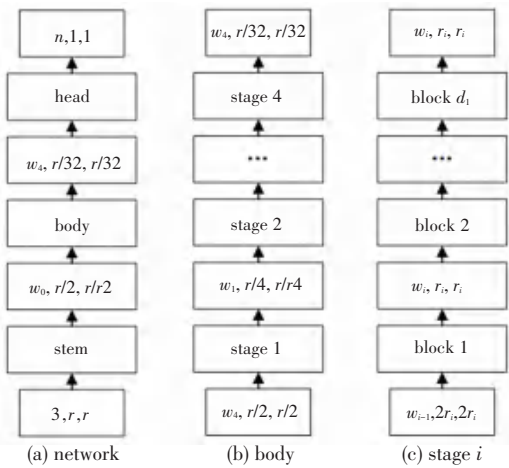 n,1,1
head
w₄, r/32, r/32
body
w₀, r/2, r/r2
stem
3,r,r
(a) network
w₄, r/32, r/32
stage 4
***
stage 2
w₁, r/4, r/r4
stage 1
w₄, r/2, r/2
(b) body
wᵢ, rᵢ, rᵢ
block d₁
***
block 2
wᵢ, rᵢ, rᵢ
block 1
wᵢ₋₁,2rᵢ,2rᵢ
(c) stage i